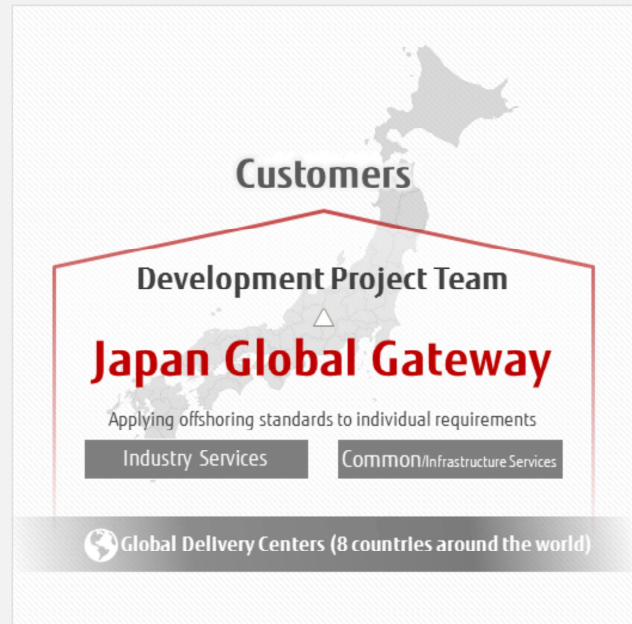 Customers
Development Project Team
Japan Global Gateway
Applying offshoring standards to individual requirements
Industry Services
Common/Infrastructure Services
Global Delivery Centers (8 countries around the world)